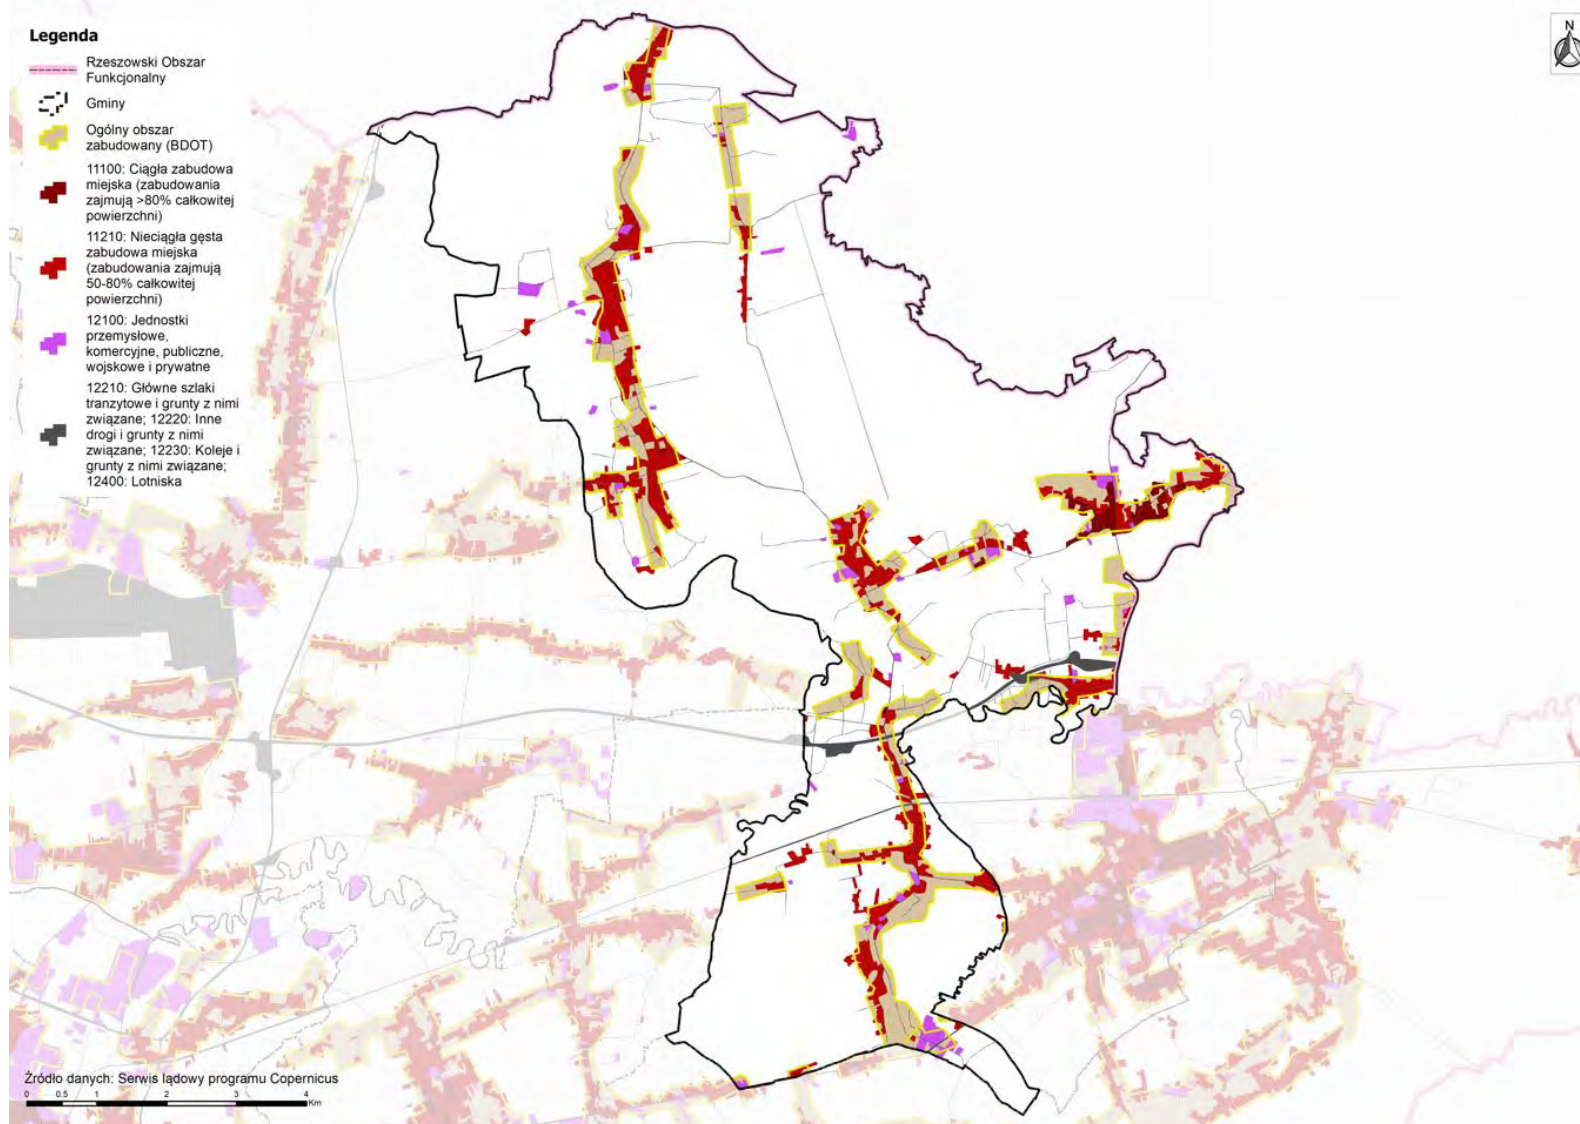 Legenda
Rzeszowski Obszar
Funkcjonalny
Gminy
Ogólny obszar
zabudowany (BDOT)
11100: Ciągła zabudowa
miejska (zabudowania
zajmują >80% całkowitej
powierzchni)
11210: Nieciągła gęsta
zabudowa miejska
(zabudowania zajmują
50-80% całkowitej
powierzchni)
12100: Jednostki
przemysłowe,
komercyjne, publiczne,
wojskowe i prywatne
12210: Główne szlaki
tranzytowe i grunty z nimi
związane; 12220: Inne
drogi i grunty z nimi
związane; 12230: Koleje i
grunty z nimi związane;
12400: Lotniska
N
Źródło danych: Serwis lądowy programu Copernicus
0 0.5 1 2 3 4
Km